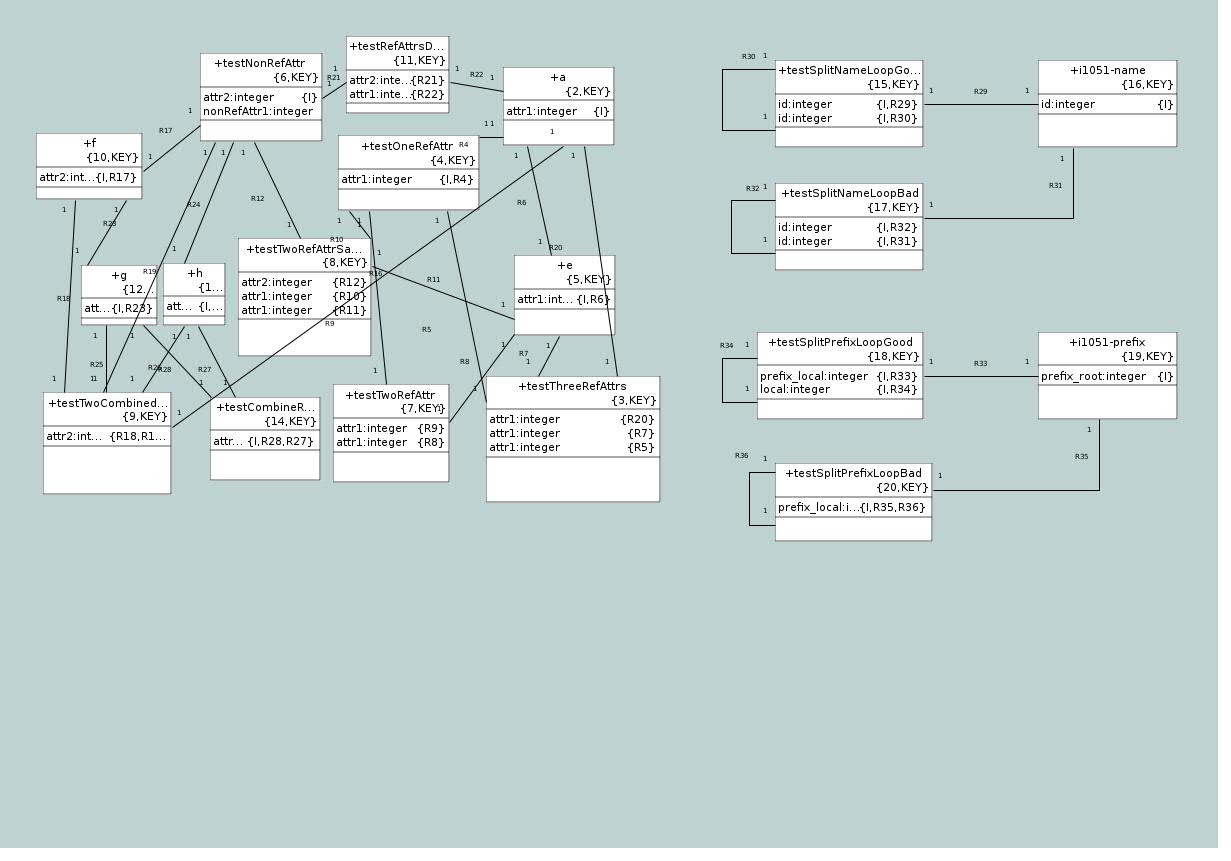 +testNonRefAttr
{6,KEY}
attr2:integer {I}
nonRefAttr1:integer
+testRefAttrsD...
{11,KEY}
attr2:inte...{R21}
attr1:inte...{R22}
+a
{2,KEY}
attr1:integer {I}
+f
{10,KEY}
attr2:int...{I,R17}
+testOneRefAttr
{4,KEY}
attr1:integer {I,R4}
+testTwoRefAttrSa...
{8,KEY}
attr2:integer {R12}
attr1:integer {R10}
attr1:integer {R11}
+g
{12...
att... {I,R23}
+h
{1...
att... {I,...
+e
{5,KEY}
attr1:int... {I,R6}
+testTwoCombined...
{9,KEY}
attr2:int... {R18,R1...
+testCombineR...
{14,KEY}
attr... {I,R28,R27}
+testTwoRefAttr
{7,KEY}
attr1:integer {R9}
attr1:integer {R8}
+testThreeRefAttrs
{3,KEY}
attr1:integer {R20}
attr1:integer {R7}
attr1:integer {R5}
R17
R21
R22
R4
R23
R24
R12
R6
R10
R20
R19
R16
R11
R18
R9
R5
R7
R8
R25
R28
R27
+testSplitNameLoopGo...
{15,KEY}
id:integer {I,R29}
id:integer {I,R30}
R30
R29
+i1051-name
{16,KEY}
id:integer {I}
R31
+testSplitNameLoopBad
{17,KEY}
id:integer {I,R32}
id:integer {I,R31}
R32
+testSplitPrefixLoopGood
{18,KEY}
prefix_local:integer {I,R33}
local:integer {I,R34}
R34
R33
+i1051-prefix
{19,KEY}
prefix_root:integer {I}
R35
+testSplitPrefixLoopBad
{20,KEY}
prefix_local:i...{I,R35,R36}
R36